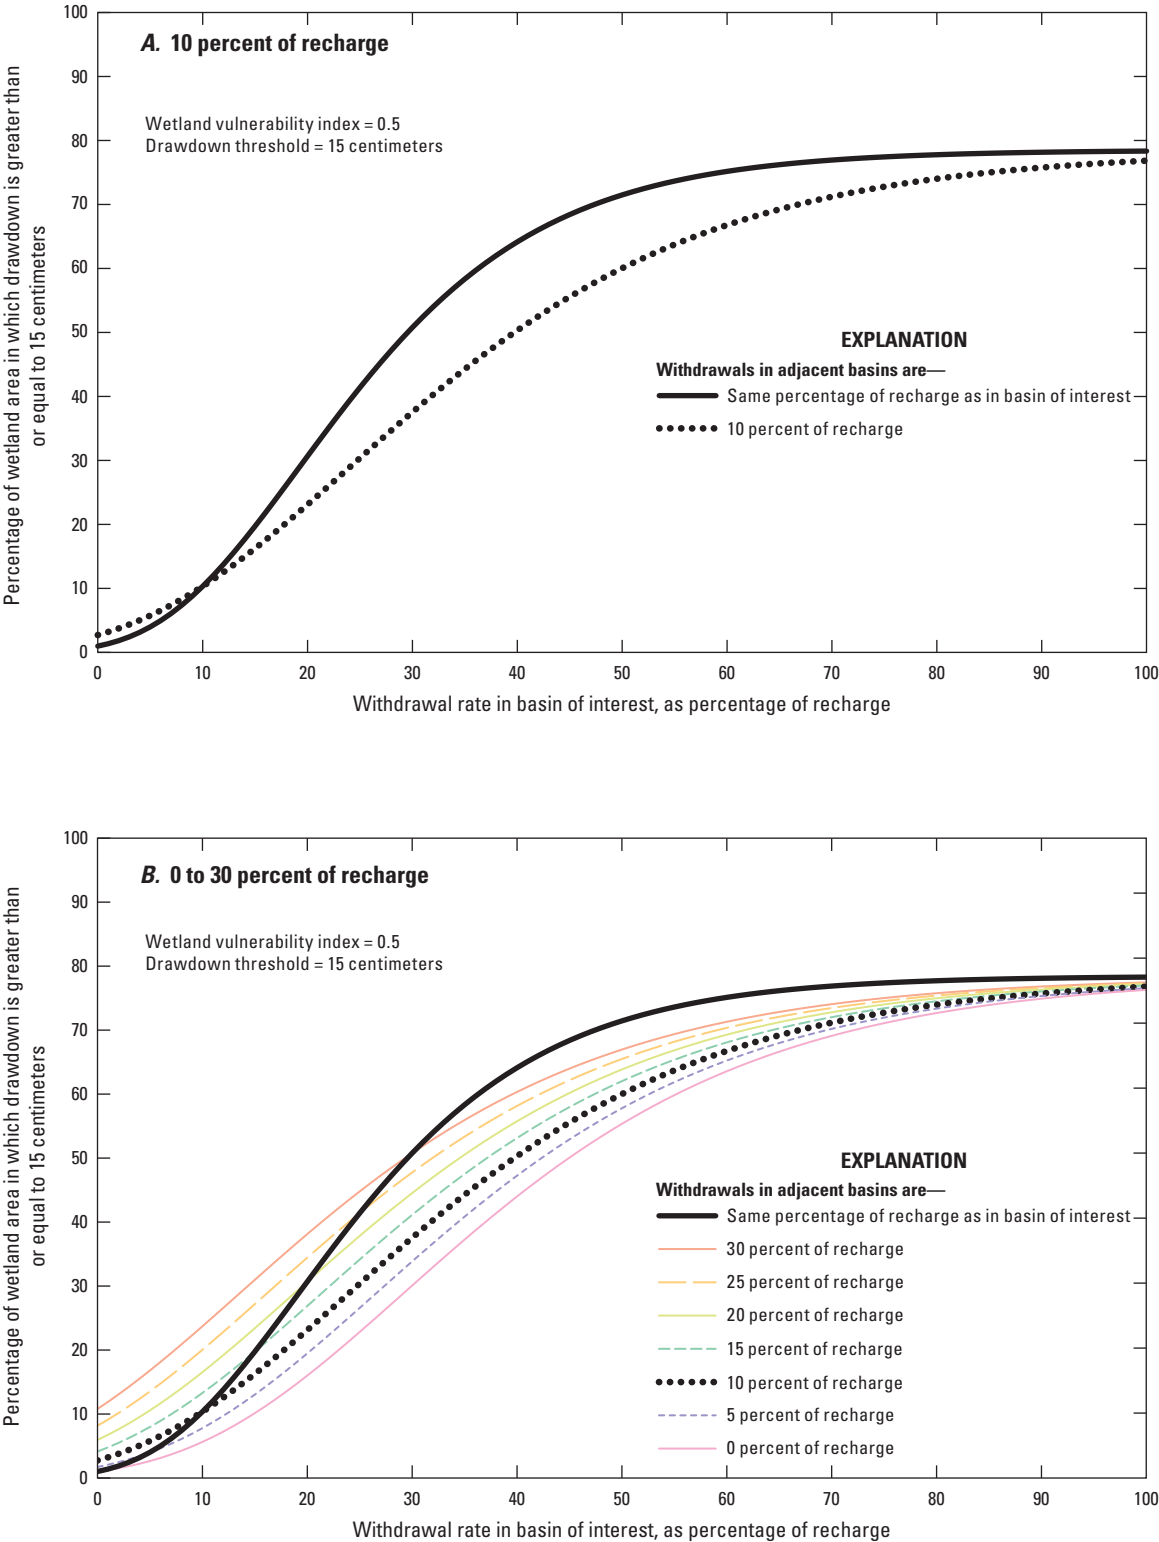 A. 10 percent of recharge
Wetland vulnerability index = 0.5
Drawdown threshold = 15 centimeters
Percentage of wetland area in which drawdown is greater than
or equal to 15 centimeters
100
90
80
70
60
50
40
30
20
10
0
EXPLANATION
Withdrawals in adjacent basins are—
Same percentage of recharge as in basin of interest
10 percent of recharge
0 10 20 30 40 50 60 70 80 90 100
Withdrawal rate in basin of interest, as percentage of recharge
B. 0 to 30 percent of recharge
Wetland vulnerability index = 0.5
Drawdown threshold = 15 centimeters
Percentage of wetland area in which drawdown is greater than
or equal to 15 centimeters
100
90
80
70
60
50
40
30
20
10
0
EXPLANATION
Withdrawals in adjacent basins are—
Same percentage of recharge as in basin of interest
30 percent of recharge
25 percent of recharge
20 percent of recharge
15 percent of recharge
10 percent of recharge
5 percent of recharge
0 percent of recharge
0 10 20 30 40 50 60 70 80 90 100
Withdrawal rate in basin of interest, as percentage of recharge